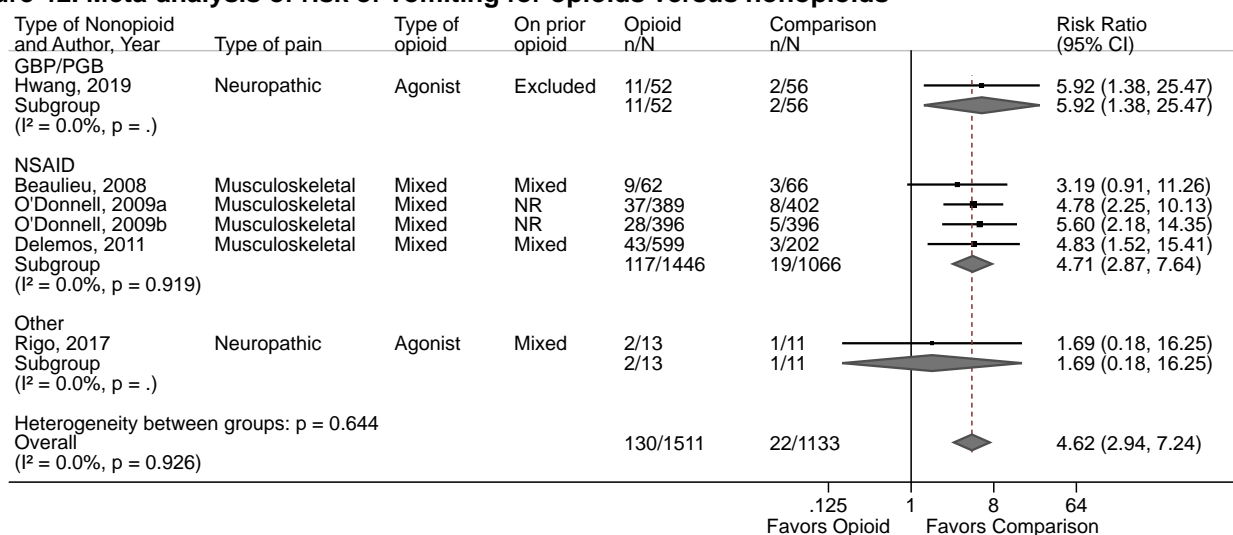 Type of Nonopioid Type of On prior Opioid Comparison Risk Ratio
and Author, Year Type of pain opioid opioid n/N n/N (95% CI)
GBP/PGB
Hwang, 2019 Neuropathic Agonist Excluded 11/52 2/56 5.92 (1.38, 25.47)
Subgroup 11/52 2/56 5.92 (1.38, 25.47)
(I² = 0.0%, p = .)
NSAID
Beaulieu, 2008 Musculoskeletal Mixed Mixed 9/62 3/66 3.19 (0.91, 11.26)
O'Donnell, 2009a Musculoskeletal Mixed NR 37/389 8/402 4.78 (2.25, 10.13)
O'Donnell, 2009b Musculoskeletal Mixed NR 28/396 5/396 5.60 (2.18, 14.35)
Delemos, 2011 Musculoskeletal Mixed Mixed 43/599 3/202 4.83 (1.52, 15.41)
Subgroup 117/1446 19/1066 4.71 (2.87, 7.64)
(I² = 0.0%, p = 0.919)
Other
Rigo, 2017 Neuropathic Agonist Mixed 2/13 1/11 1.69 (0.18, 16.25)
Subgroup 2/13 1/11 1.69 (0.18, 16.25)
(I² = 0.0%, p = .)
Heterogeneity between groups: p = 0.644
Overall 130/1511 22/1133 4.62 (2.94, 7.24)
(I² = 0.0%, p = 0.926)
.125 1 8 64
Favors Opioid Favors Comparison